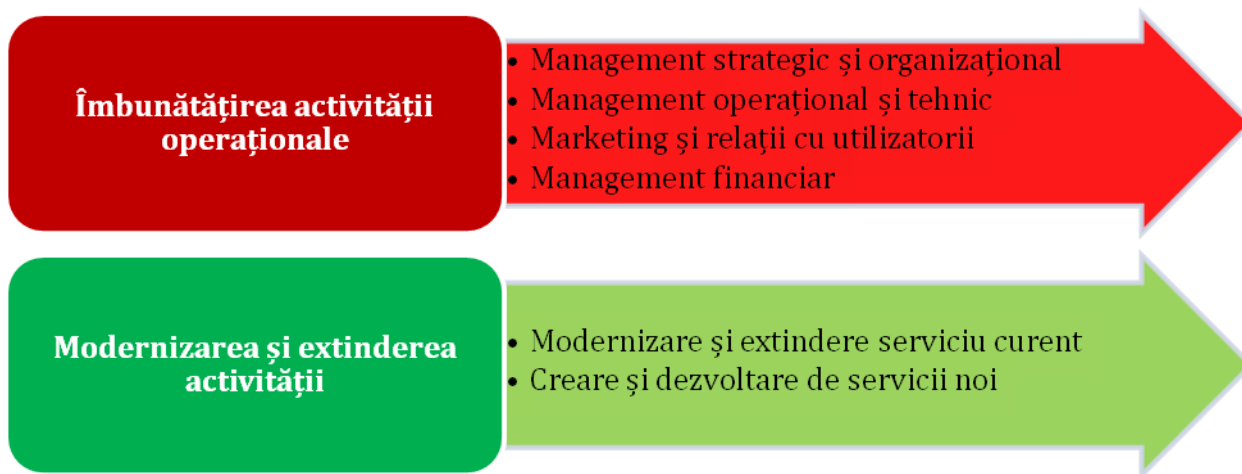 Îmbunătățirea activității
operaționale
• Management strategic și organizațional
• Management operațional și tehnic
• Marketing și relații cu utilizatorii
• Management financiar
Modernizarea și extinderea
activității
• Modernizare și extindere serviciu curent
• Creare și dezvoltare de servicii noi